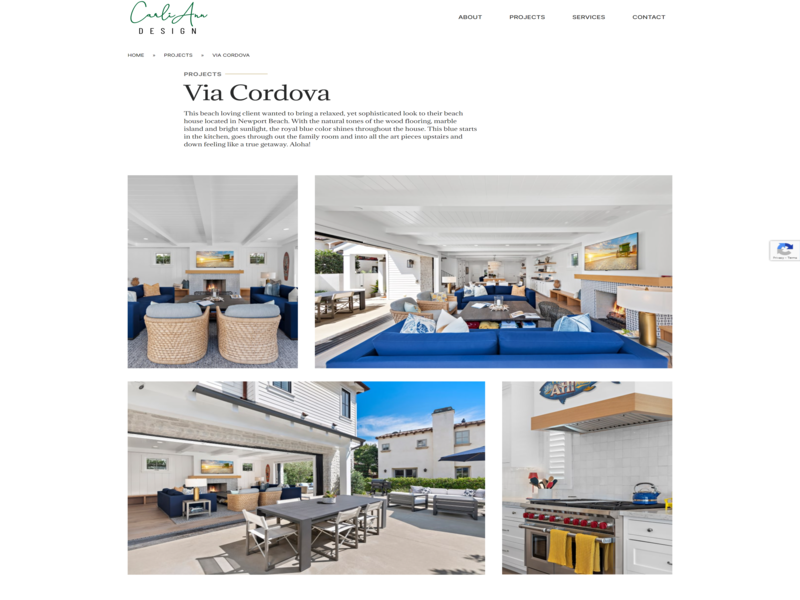 Carli Ann
DESIGN
ABOUT
PROJECTS
SERVICES
CONTACT
HOME » PROJECTS » VIA CORDOVA
PROJECTS
Via Cordova
This beach loving client wanted to bring a relaxed, yet sophisticated look to their beach
house located in Newport Beach. With the natural tones of the wood flooring, marble
island and bright sunlight, the royal blue color shines throughout the house. This blue starts
in the kitchen, goes through out the family room and into all the art pieces upstairs and
down feeling like a true getaway. Aloha!
Privacy - Terms
AHI